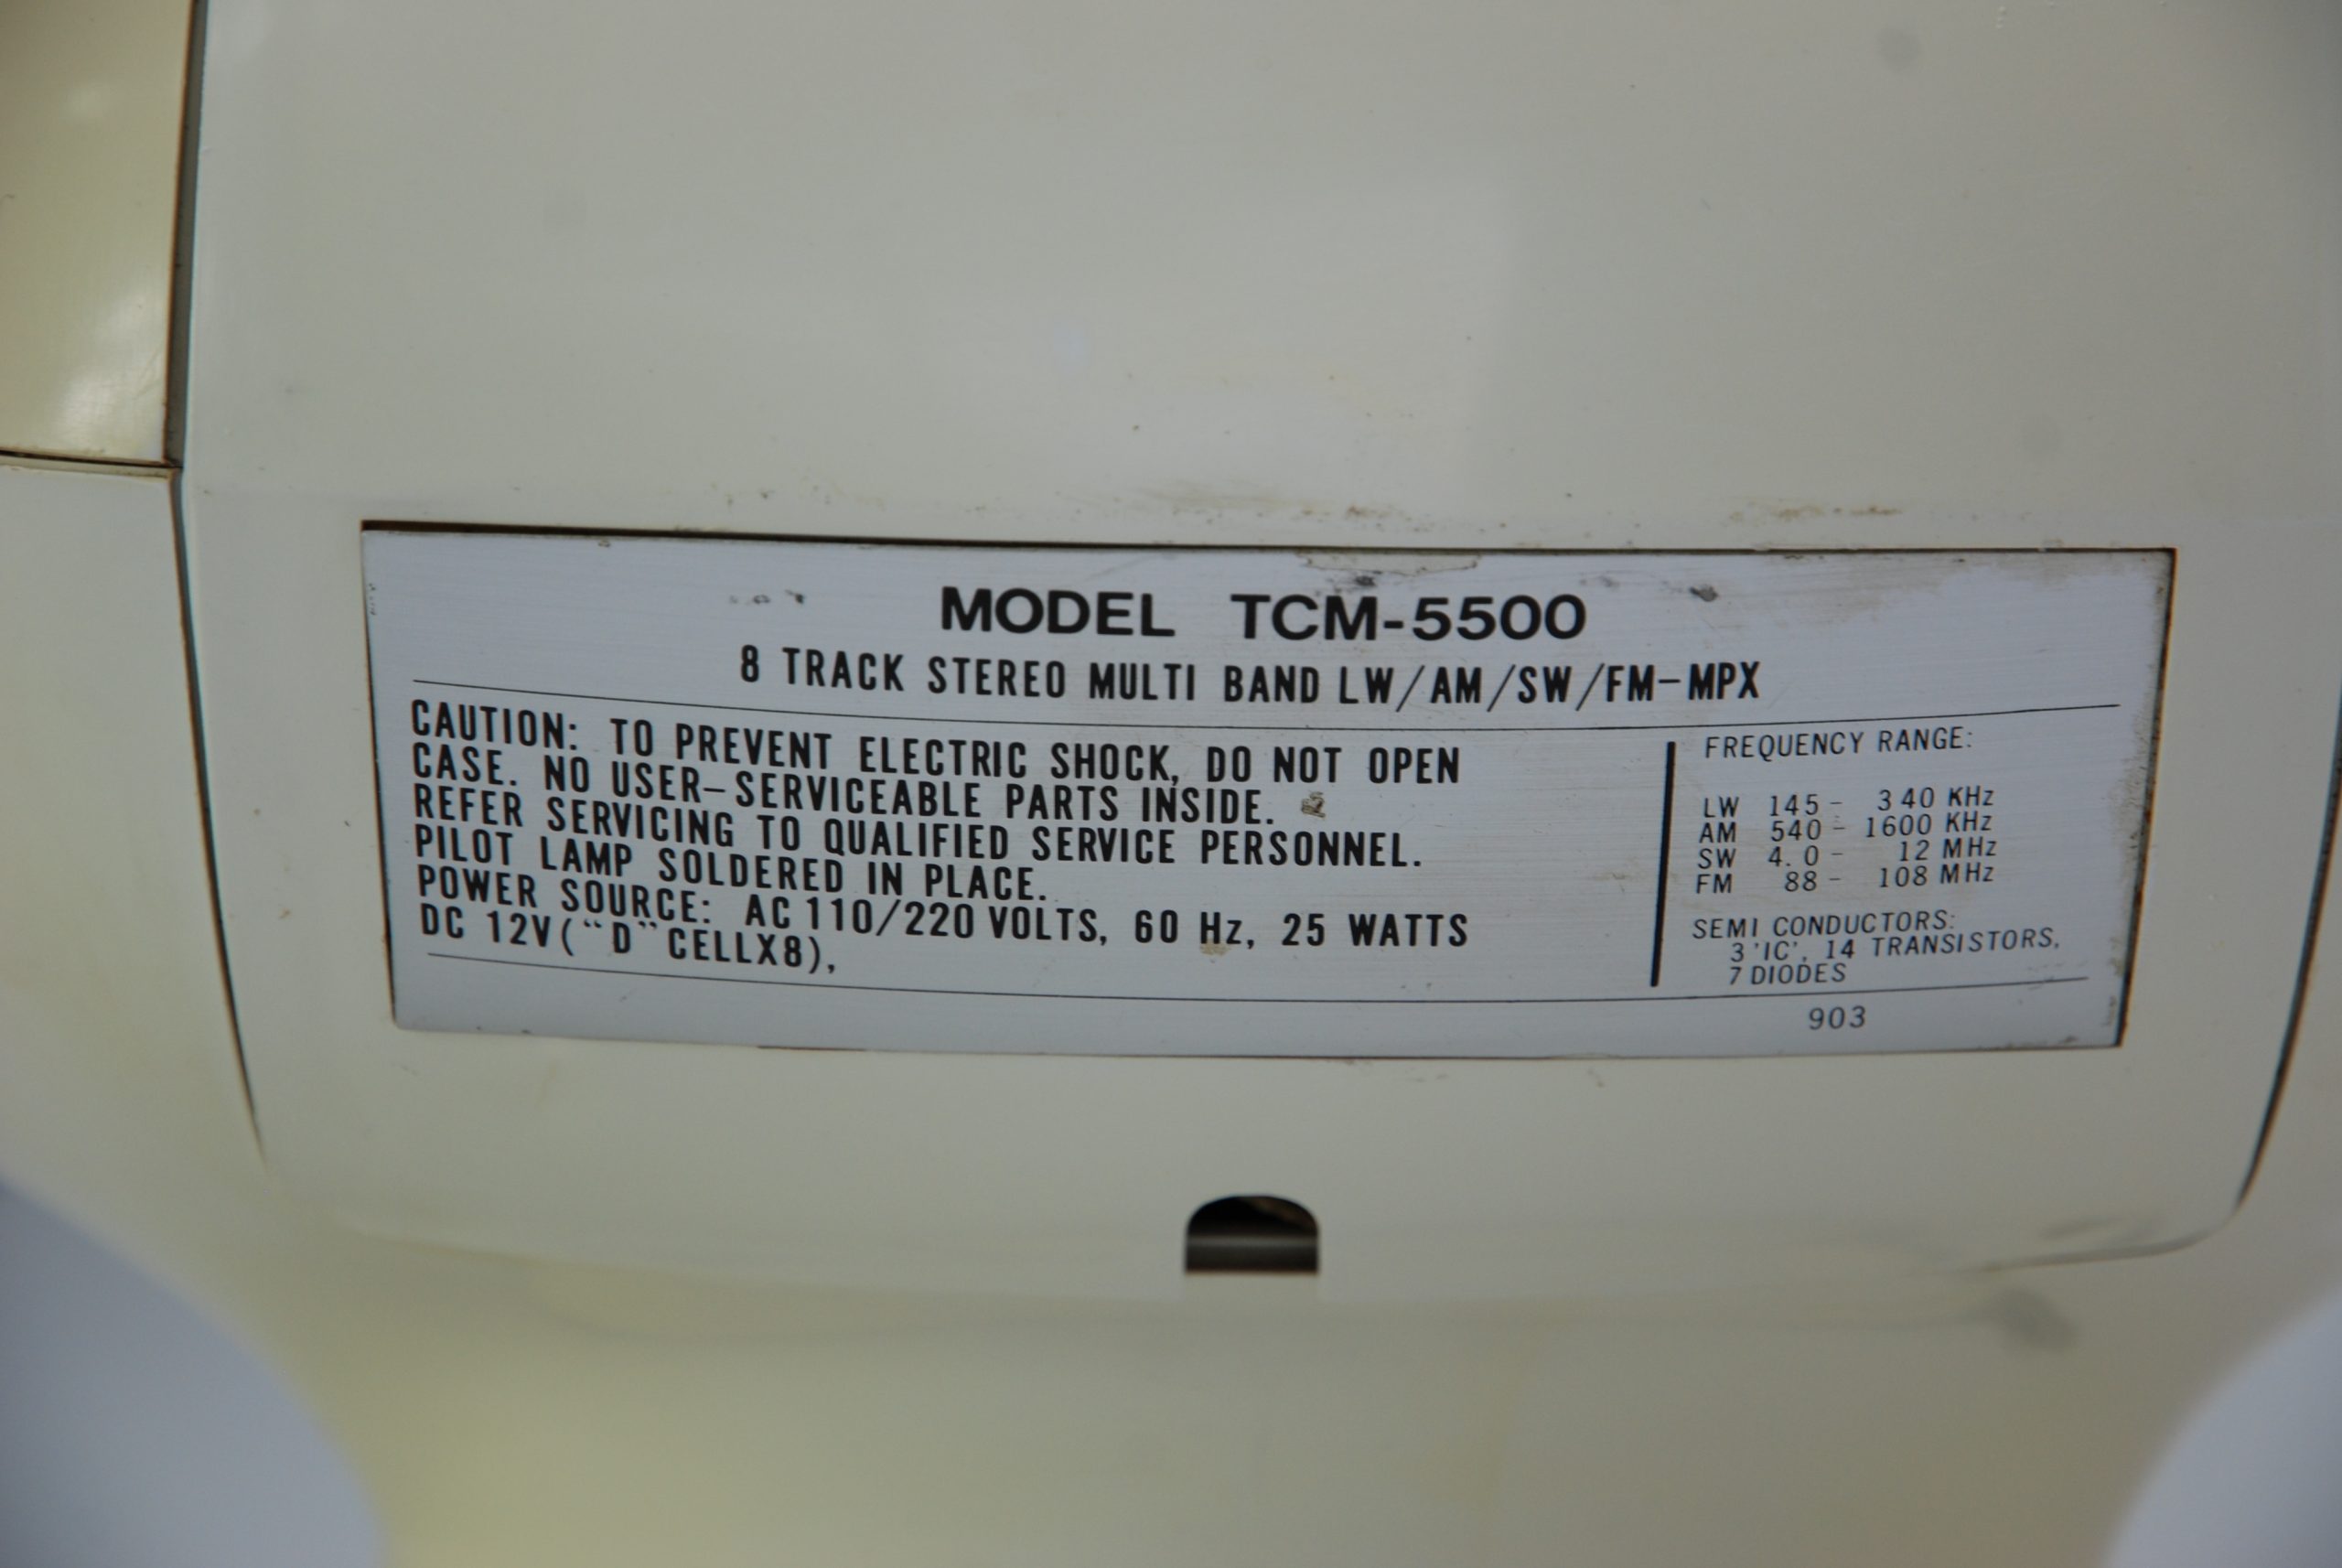 MODEL TCM-5500
8 TRACK STEREO MULTI BAND LW/AM/SW/FM-MPX
CAUTION: TO PREVENT ELECTRIC SHOCK, DO NOT OPEN
CASE. NO USER-SERVICEABLE PARTS INSIDE.
REFER SERVICING TO QUALIFIED SERVICE PERSONNEL.
PILOT LAMP SOLDERED IN PLACE.
POWER SOURCE: AC 110/220 VOLTS, 60 Hz, 25 WATTS
DC 12V (“D” CELLX8),
FREQUENCY RANGE:
LW 145 - 340 KHz
AM 540 - 1600 KHz
SW 4.0 - 12 MHz
FM 88 - 108 MHz
SEMI CONDUCTORS:
3 'IC', 14 TRANSISTORS,
7 DIODES
903